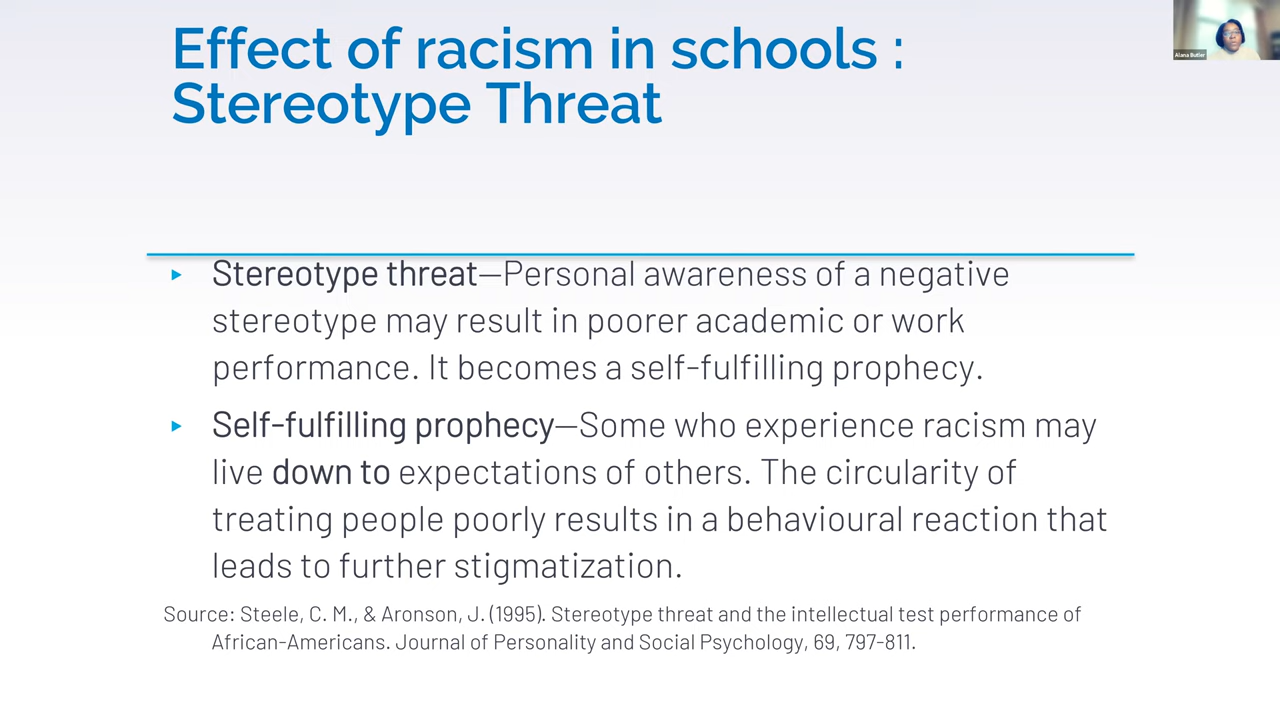 Effect of racism in schools :
Stereotype Threat
Alana Butler
▸ Stereotype threat—Personal awareness of a negative
stereotype may result in poorer academic or work
performance. It becomes a self-fulfilling prophecy.
▸ Self-fulfilling prophecy—Some who experience racism may
live down to expectations of others. The circularity of
treating people poorly results in a behavioural reaction that
leads to further stigmatization.
Source: Steele, C. M., & Aronson, J. (1995). Stereotype threat and the intellectual test performance of
African-Americans. Journal of Personality and Social Psychology, 69, 797-811.